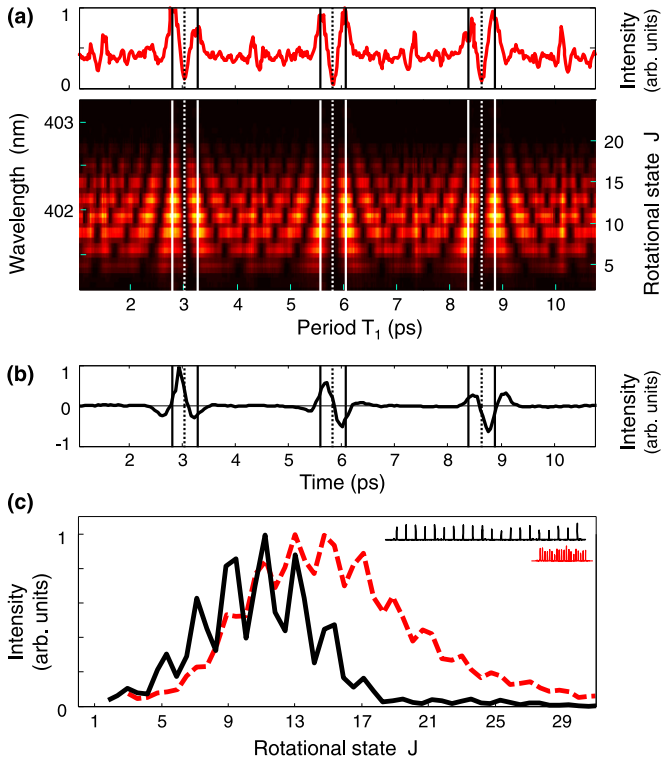 (a)
1
0
Intensity
(arb. units)
403
402
Wavelength (nm)
20
15
10
5
Rotational state J
2 3 4 5 6 7 8 9 10
Period T1 (ps)
(b)
1
0
-1
Intensity
(arb. units)
2 3 4 5 6 7 8 9 10
Time (ps)
(c)
1
0
Intensity
(arb. units)
1 5 9 13 17 21 25 29
Rotational state J